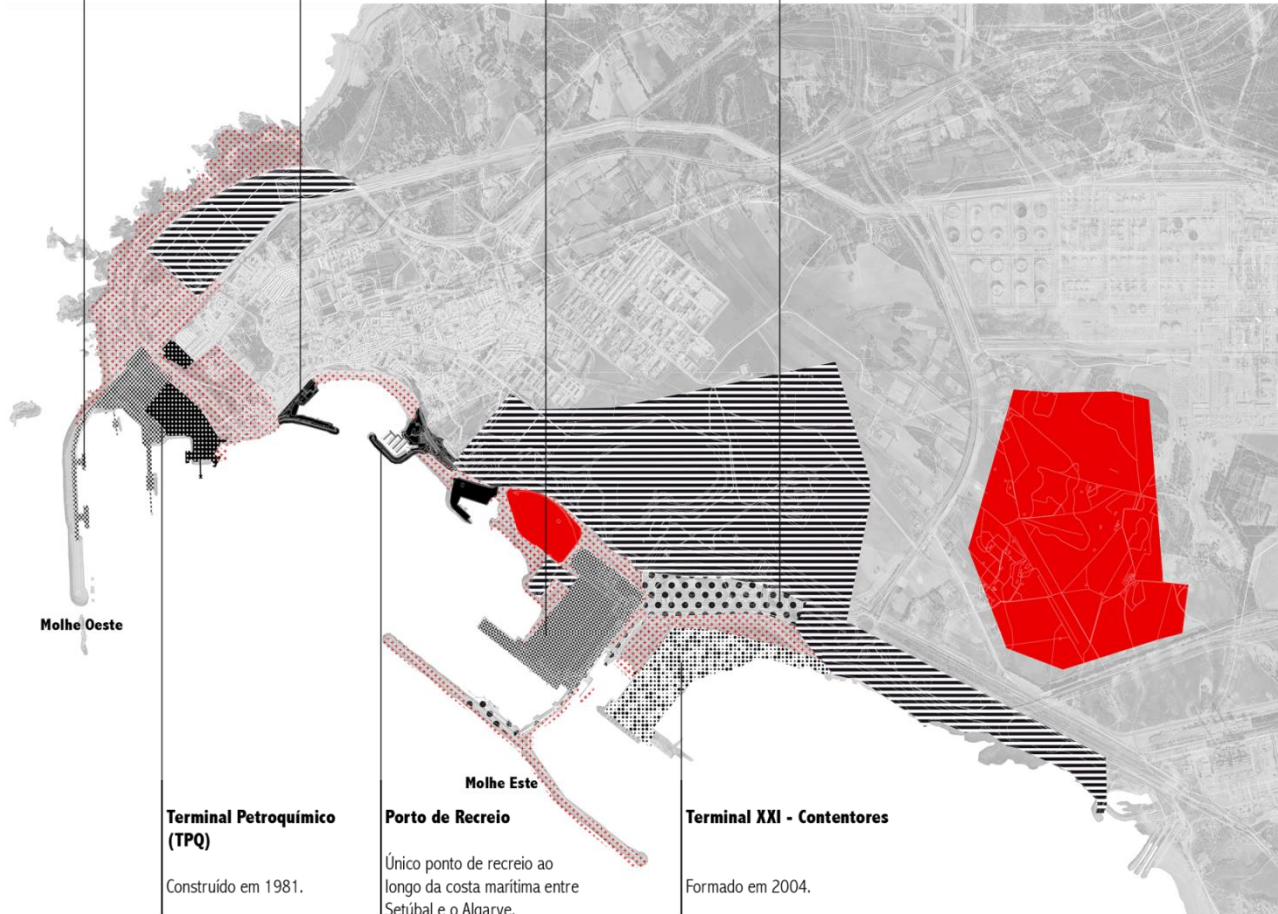 Molhe Oeste
Molhe Este
Terminal Petroquímico
(TPQ)
Construído em 1981.
Porto de Recreio
Único ponto de recreio ao
longo da costa marítima entre
Setúbal e o Algarve.
Terminal XXI - Contentores
Formado em 2004.